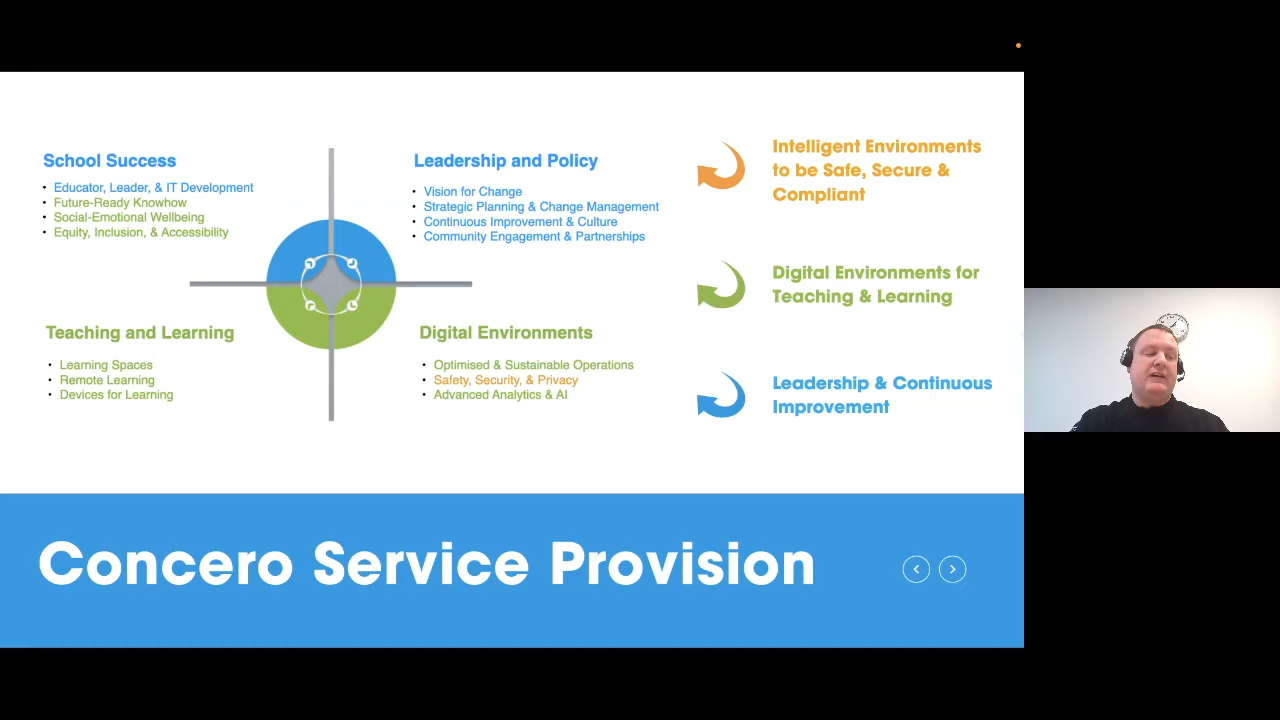 School Success
• Educator, Leader, & IT Development
• Future-Ready Knowhow
• Social-Emotional Wellbeing
• Equity, Inclusion, & Accessibility
Leadership and Policy
• Vision for Change
• Strategic Planning & Change Management
• Continuous Improvement & Culture
• Community Engagement & Partnerships
Teaching and Learning
• Learning Spaces
• Remote Learning
• Devices for Learning
Digital Environments
• Optimised & Sustainable Operations
• Safety, Security, & Privacy
• Advanced Analytics & AI
Intelligent Environments
to be Safe, Secure &
Compliant
Digital Environments for
Teaching & Learning
Leadership & Continuous
Improvement
Concero Service Provision